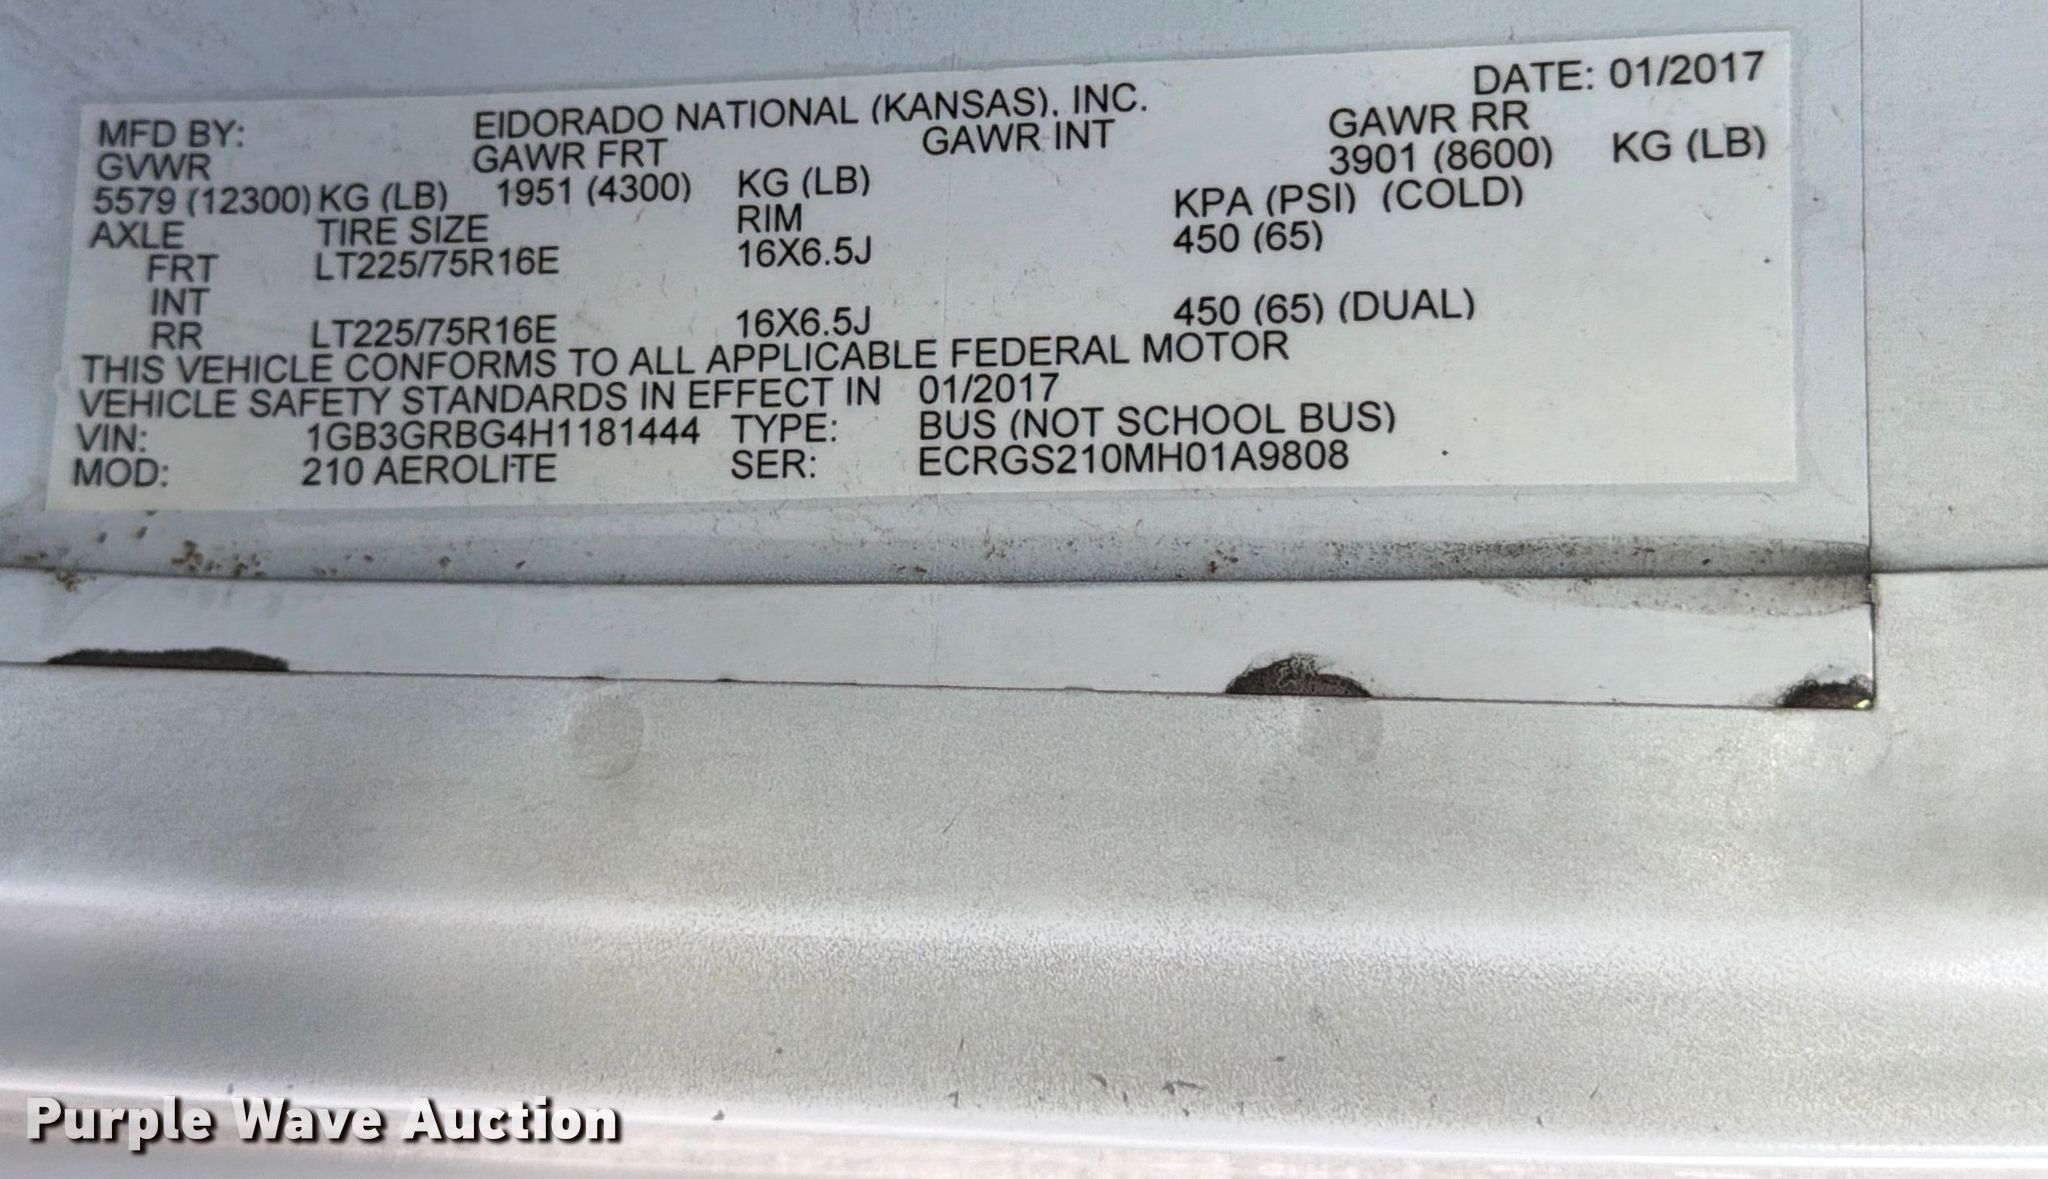 DATE: 01/2017
MFD BY: EIDORADO NATIONAL (KANSAS), INC.
GVWR GAWR FRT GAWR INT GAWR RR
5579 (12300) KG (LB) 1951 (4300) KG (LB) 3901 (8600) KG (LB)
AXLE TIRE SIZE RIM KPA (PSI) (COLD)
FRT LT225/75R16E 16X6.5J 450 (65)
INT
RR LT225/75R16E 16X6.5J 450 (65) (DUAL)
THIS VEHICLE CONFORMS TO ALL APPLICABLE FEDERAL MOTOR
VEHICLE SAFETY STANDARDS IN EFFECT IN 01/2017
VIN: 1GB3GRBG4H1181444 TYPE: BUS (NOT SCHOOL BUS)
MOD: 210 AEROLITE SER: ECRGS210MH01A9808
Purple Wave Auction